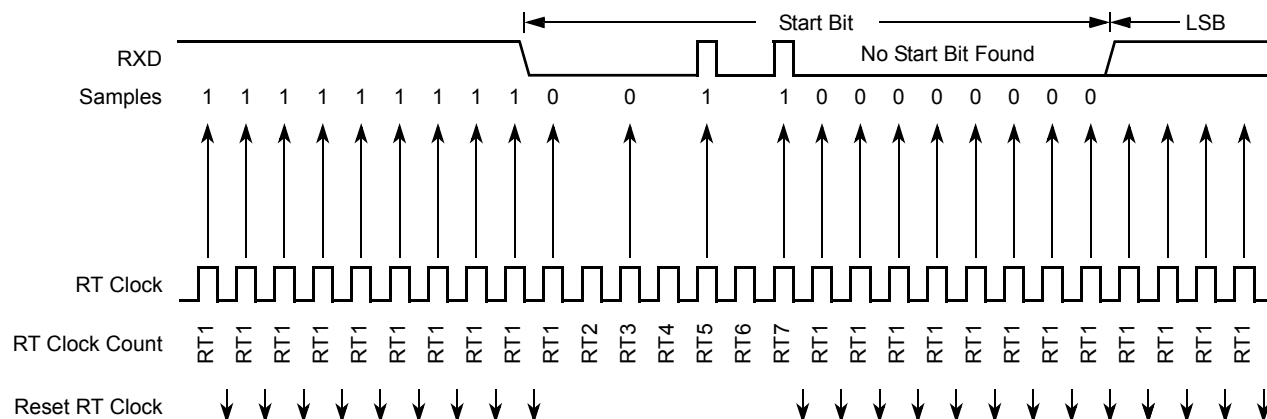 Start Bit LSB
RXD No Start Bit Found
Samples 1 1 1 1 1 1 1 1 1 0 0 1 1 0 0 0 0 0 0 0 0
RT Clock
RT Clock Count RT1 RT1 RT1 RT1 RT1 RT1 RT1 RT1 RT1 RT1 RT2 RT3 RT4 RT5 RT6 RT7 RT1 RT1 RT1 RT1 RT1 RT1 RT1 RT1 RT1 RT1 RT1 RT1
Reset RT Clock